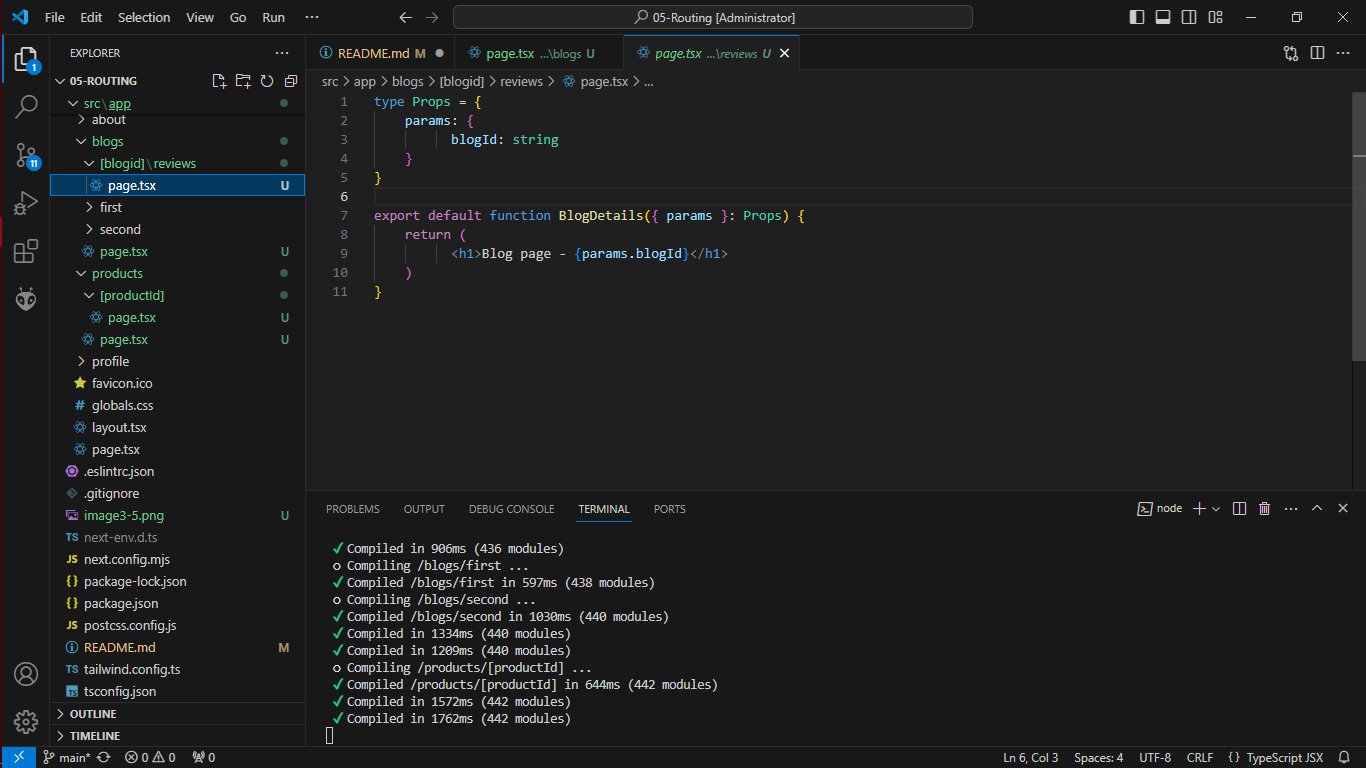 File Edit Selection View Go Run ··· 05-Routing [Administrator]
EXPLORER ···
05-ROUTING
src\app
about
blogs
[blogid]\reviews
page.tsx U
first
second
page.tsx U
products
[productId]
page.tsx U
page.tsx U
profile
favicon.ico
# globals.css
layout.tsx
page.tsx
.eslintrc.json
.gitignore
image3-5.png U
TS next-env.d.ts
JS next.config.mjs
{} package-lock.json
{} package.json
JS postcss.config.js
README.md M
TS tailwind.config.ts
TS tsconfig.json
OUTLINE
TIMELINE
1
11
README.md M page.tsx ...\blogs U page.tsx ...\reviews U
src > app > blogs > [blogid] > reviews > page.tsx > ...
1 type Props = {
2 params: {
3 blogId: string
4 }
5 }
6
7 export default function BlogDetails({ params }: Props) {
8 return (
9 <h1>Blog page - {params.blogId}</h1>
10 )
11 }
PROBLEMS OUTPUT DEBUG CONSOLE TERMINAL PORTS node
✓ Compiled in 906ms (436 modules)
○ Compiling /blogs/first ...
✓ Compiled /blogs/first in 597ms (438 modules)
○ Compiling /blogs/second ...
✓ Compiled /blogs/second in 1030ms (440 modules)
✓ Compiled in 1334ms (440 modules)
✓ Compiled in 1209ms (440 modules)
○ Compiling /products/[productId] ...
✓ Compiled /products/[productId] in 644ms (442 modules)
✓ Compiled in 1572ms (442 modules)
✓ Compiled in 1762ms (442 modules)
main* 0 0 0 Ln 6, Col 3 Spaces: 4 UTF-8 CRLF {} TypeScript JSX